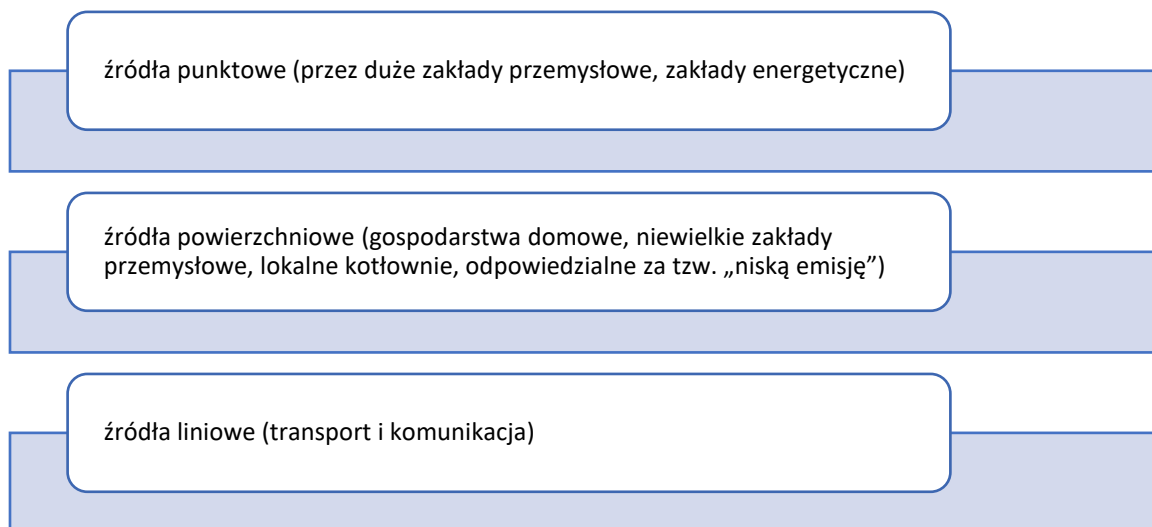 źródła punktowe (przez duże zakłady przemysłowe, zakłady energetyczne)
źródła powierzchniowe (gospodarstwa domowe, niewielkie zakłady
przemysłowe, lokalne kotłownie, odpowiedzialne za tzw. „niską emisję”)
źródła liniowe (transport i komunikacja)